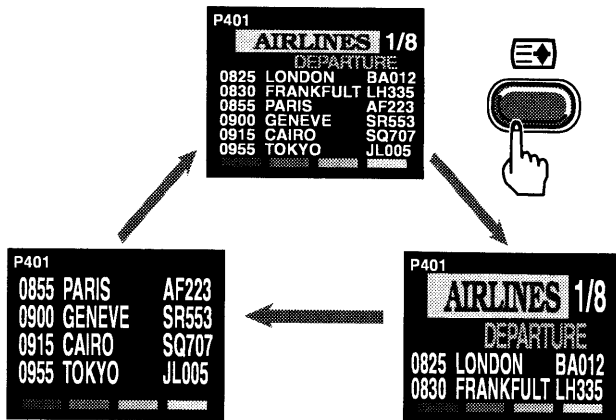 P401
AIRLINES 1/8
DEPARTURE
0825 LONDON BA012
0830 FRANKFULT LH335
0855 PARIS AF223
0900 GENEVE SR553
0915 CAIRO SQ707
0955 TOKYO JL005
P401
0855 PARIS AF223
0900 GENEVE SR553
0915 CAIRO SQ707
0955 TOKYO JL005
P401
AIRLINES 1/8
DEPARTURE
0825 LONDON BA012
0830 FRANKFULT LH335